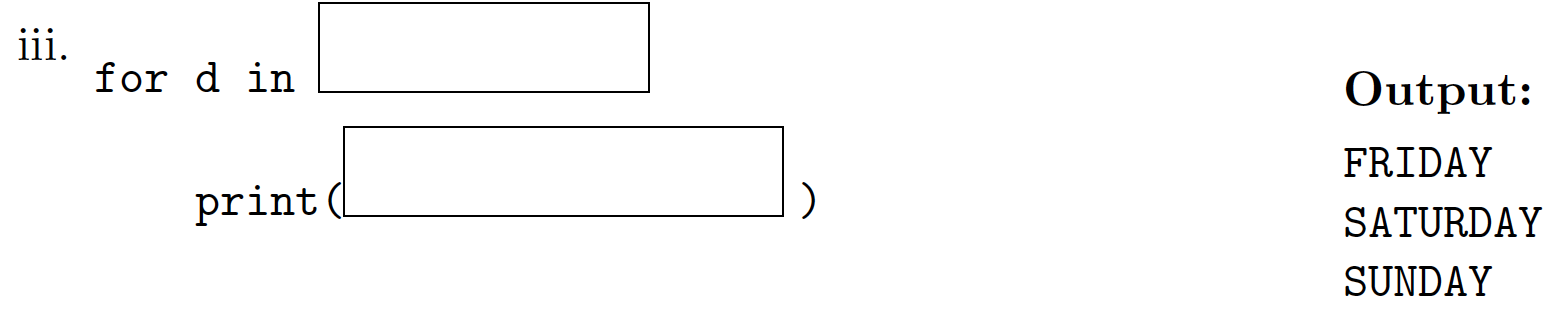 iii.
for d in
print( )
Output:
FRIDAY
SATURDAY
SUNDAY